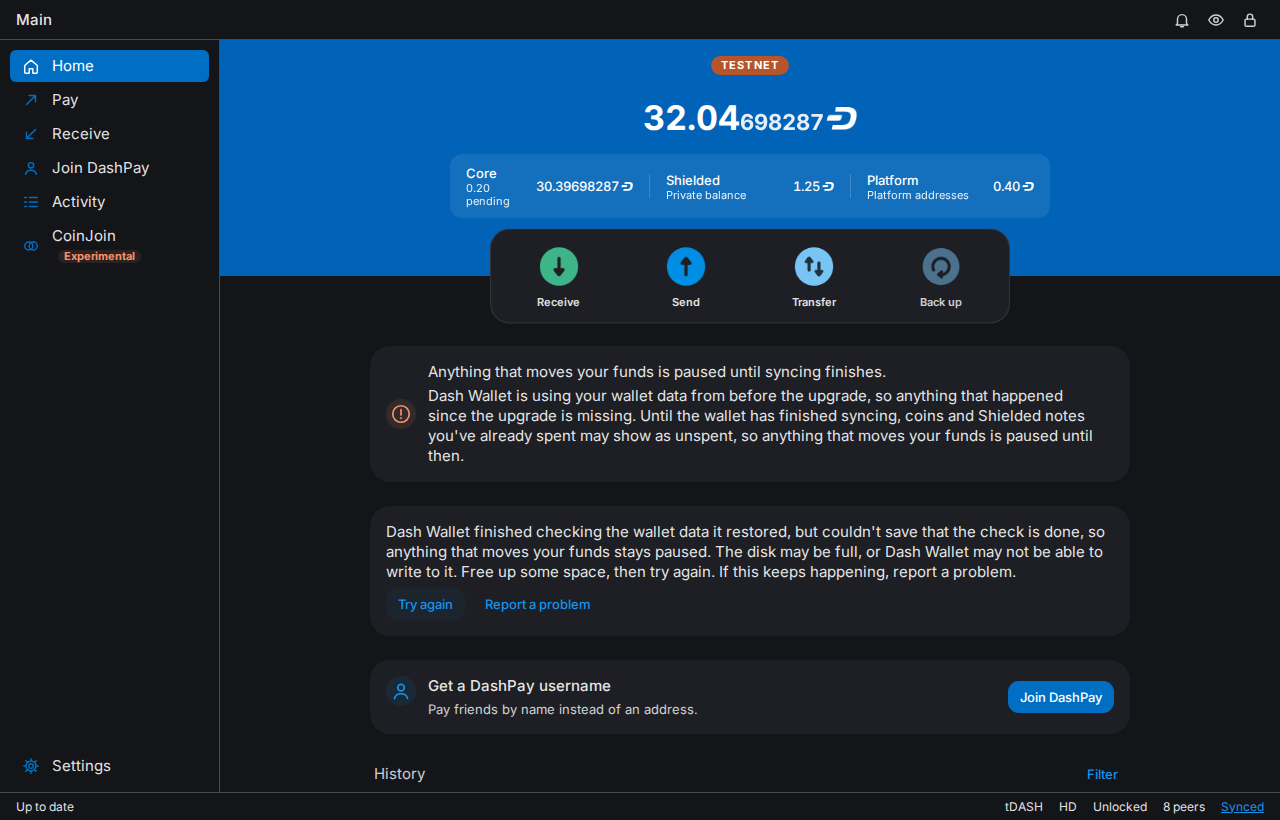 Main
Home
Pay
Receive
Join DashPay
Activity
CoinJoin
Experimental
Settings
TESTNET
32.04698287
Core
0.20
pending
30.39698287
Shielded
Private balance
1.25
Platform
Platform addresses
0.40
Receive
Send
Transfer
Back up
Anything that moves your funds is paused until syncing finishes.
Dash Wallet is using your wallet data from before the upgrade, so anything that happened
since the upgrade is missing. Until the wallet has finished syncing, coins and Shielded notes
you've already spent may show as unspent, so anything that moves your funds is paused until
then.
Dash Wallet finished checking the wallet data it restored, but couldn't save that the check is done, so
anything that moves your funds stays paused. The disk may be full, or Dash Wallet may not be able to
write to it. Free up some space, then try again. If this keeps happening, report a problem.
Try again
Report a problem
Get a DashPay username
Pay friends by name instead of an address.
Join DashPay
History
Filter
Up to date
tDASH
HD
Unlocked
8 peers
Synced